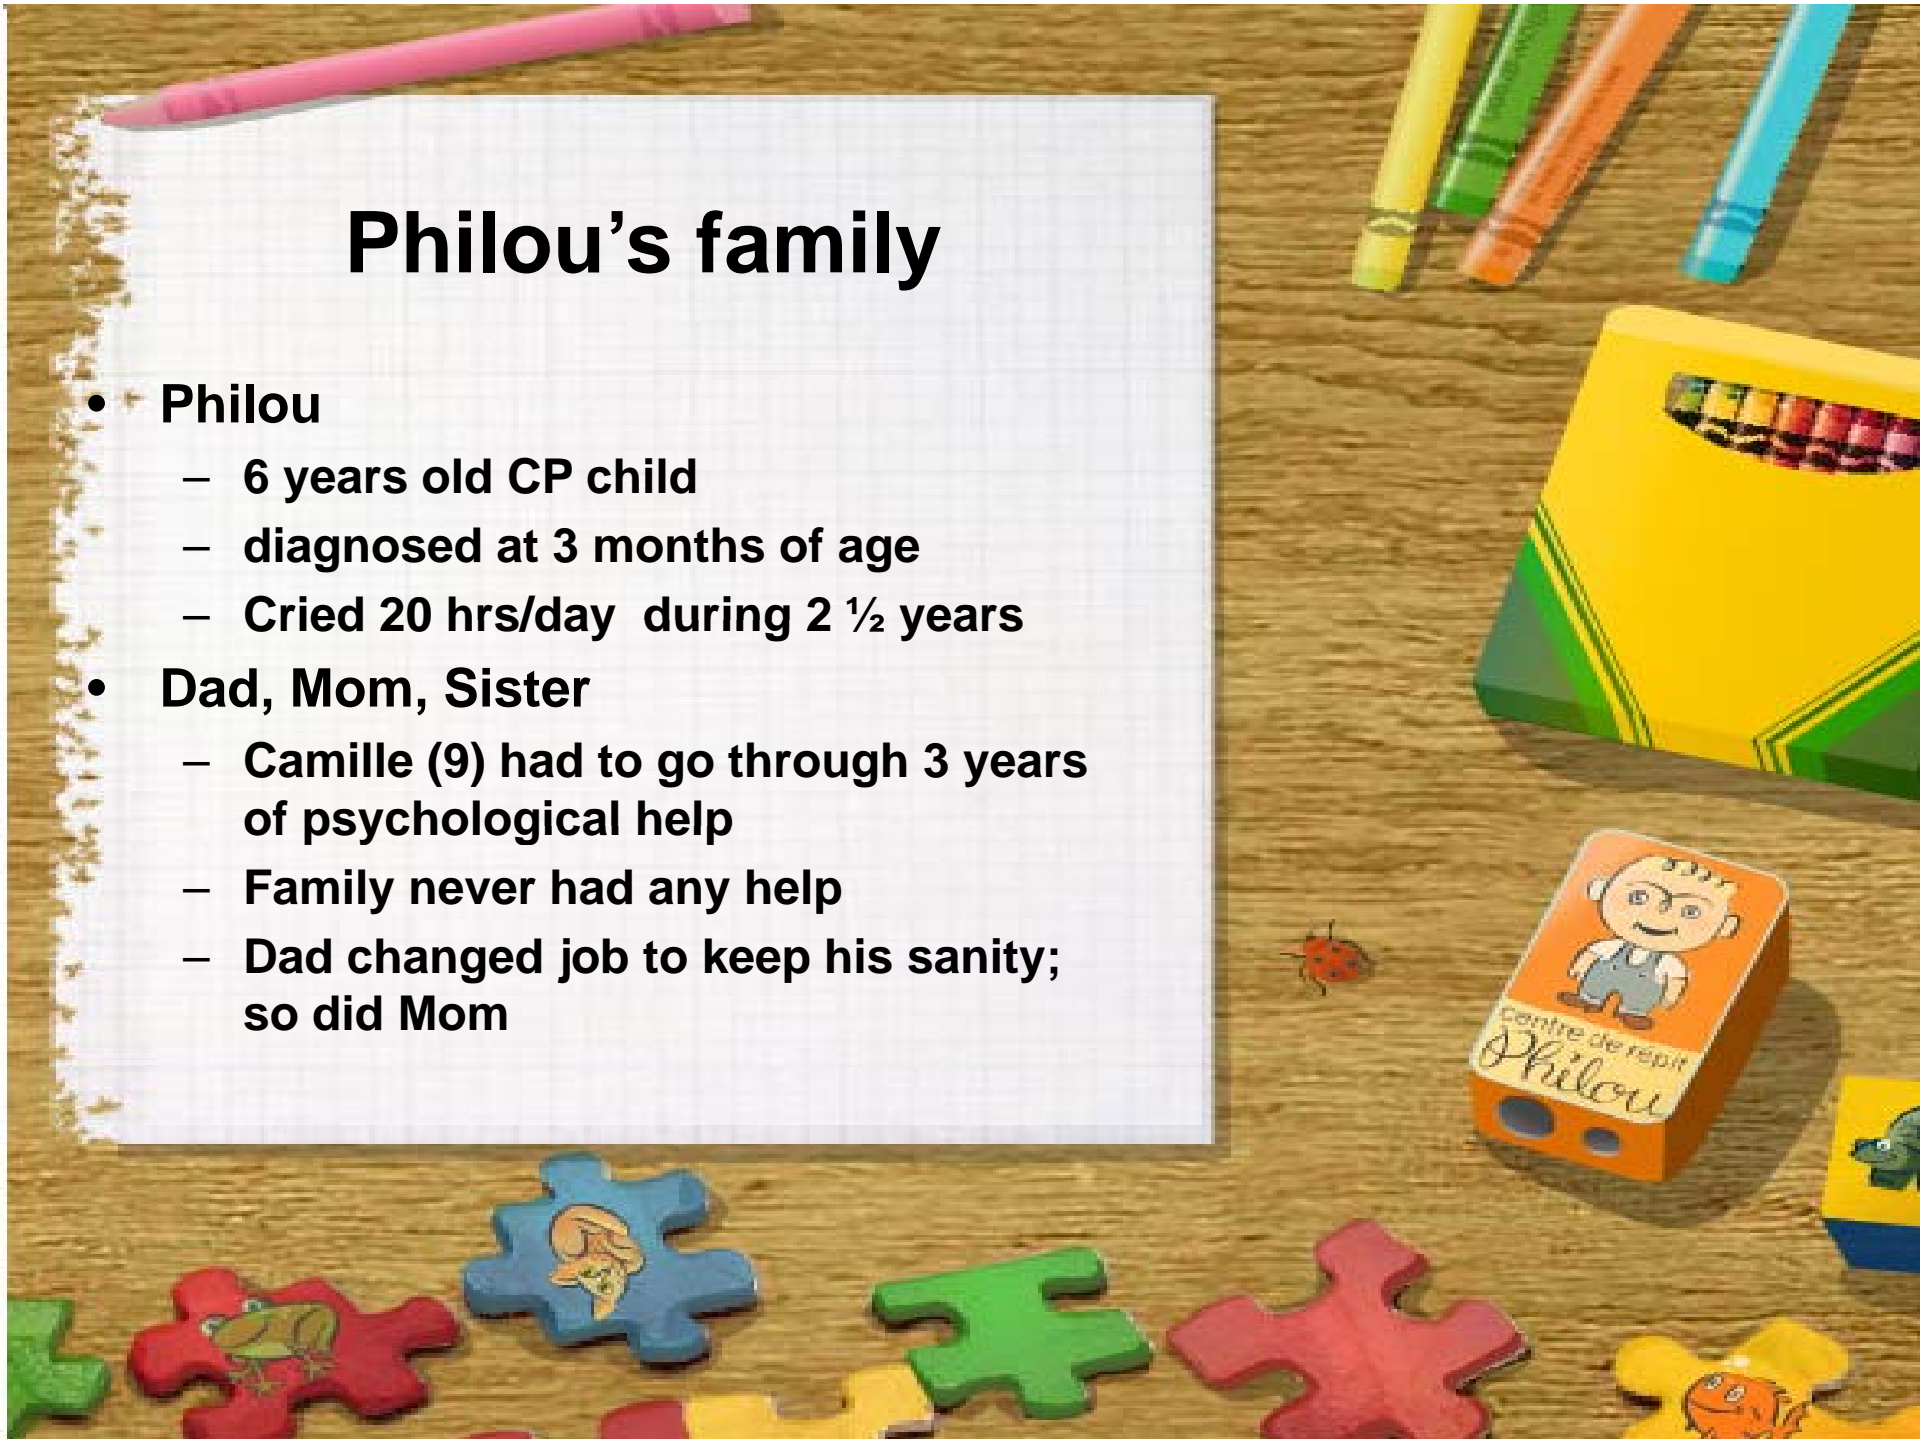 Philou’s family
• Philou
– 6 years old CP child
– diagnosed at 3 months of age
– Cried 20 hrs/day  during 2 ½ years
• Dad, Mom, Sister
– Camille (9) had to go through 3 years
of psychological help
– Family never had any help
– Dad changed job to keep his sanity;
so did Mom
centre de répit
Philou